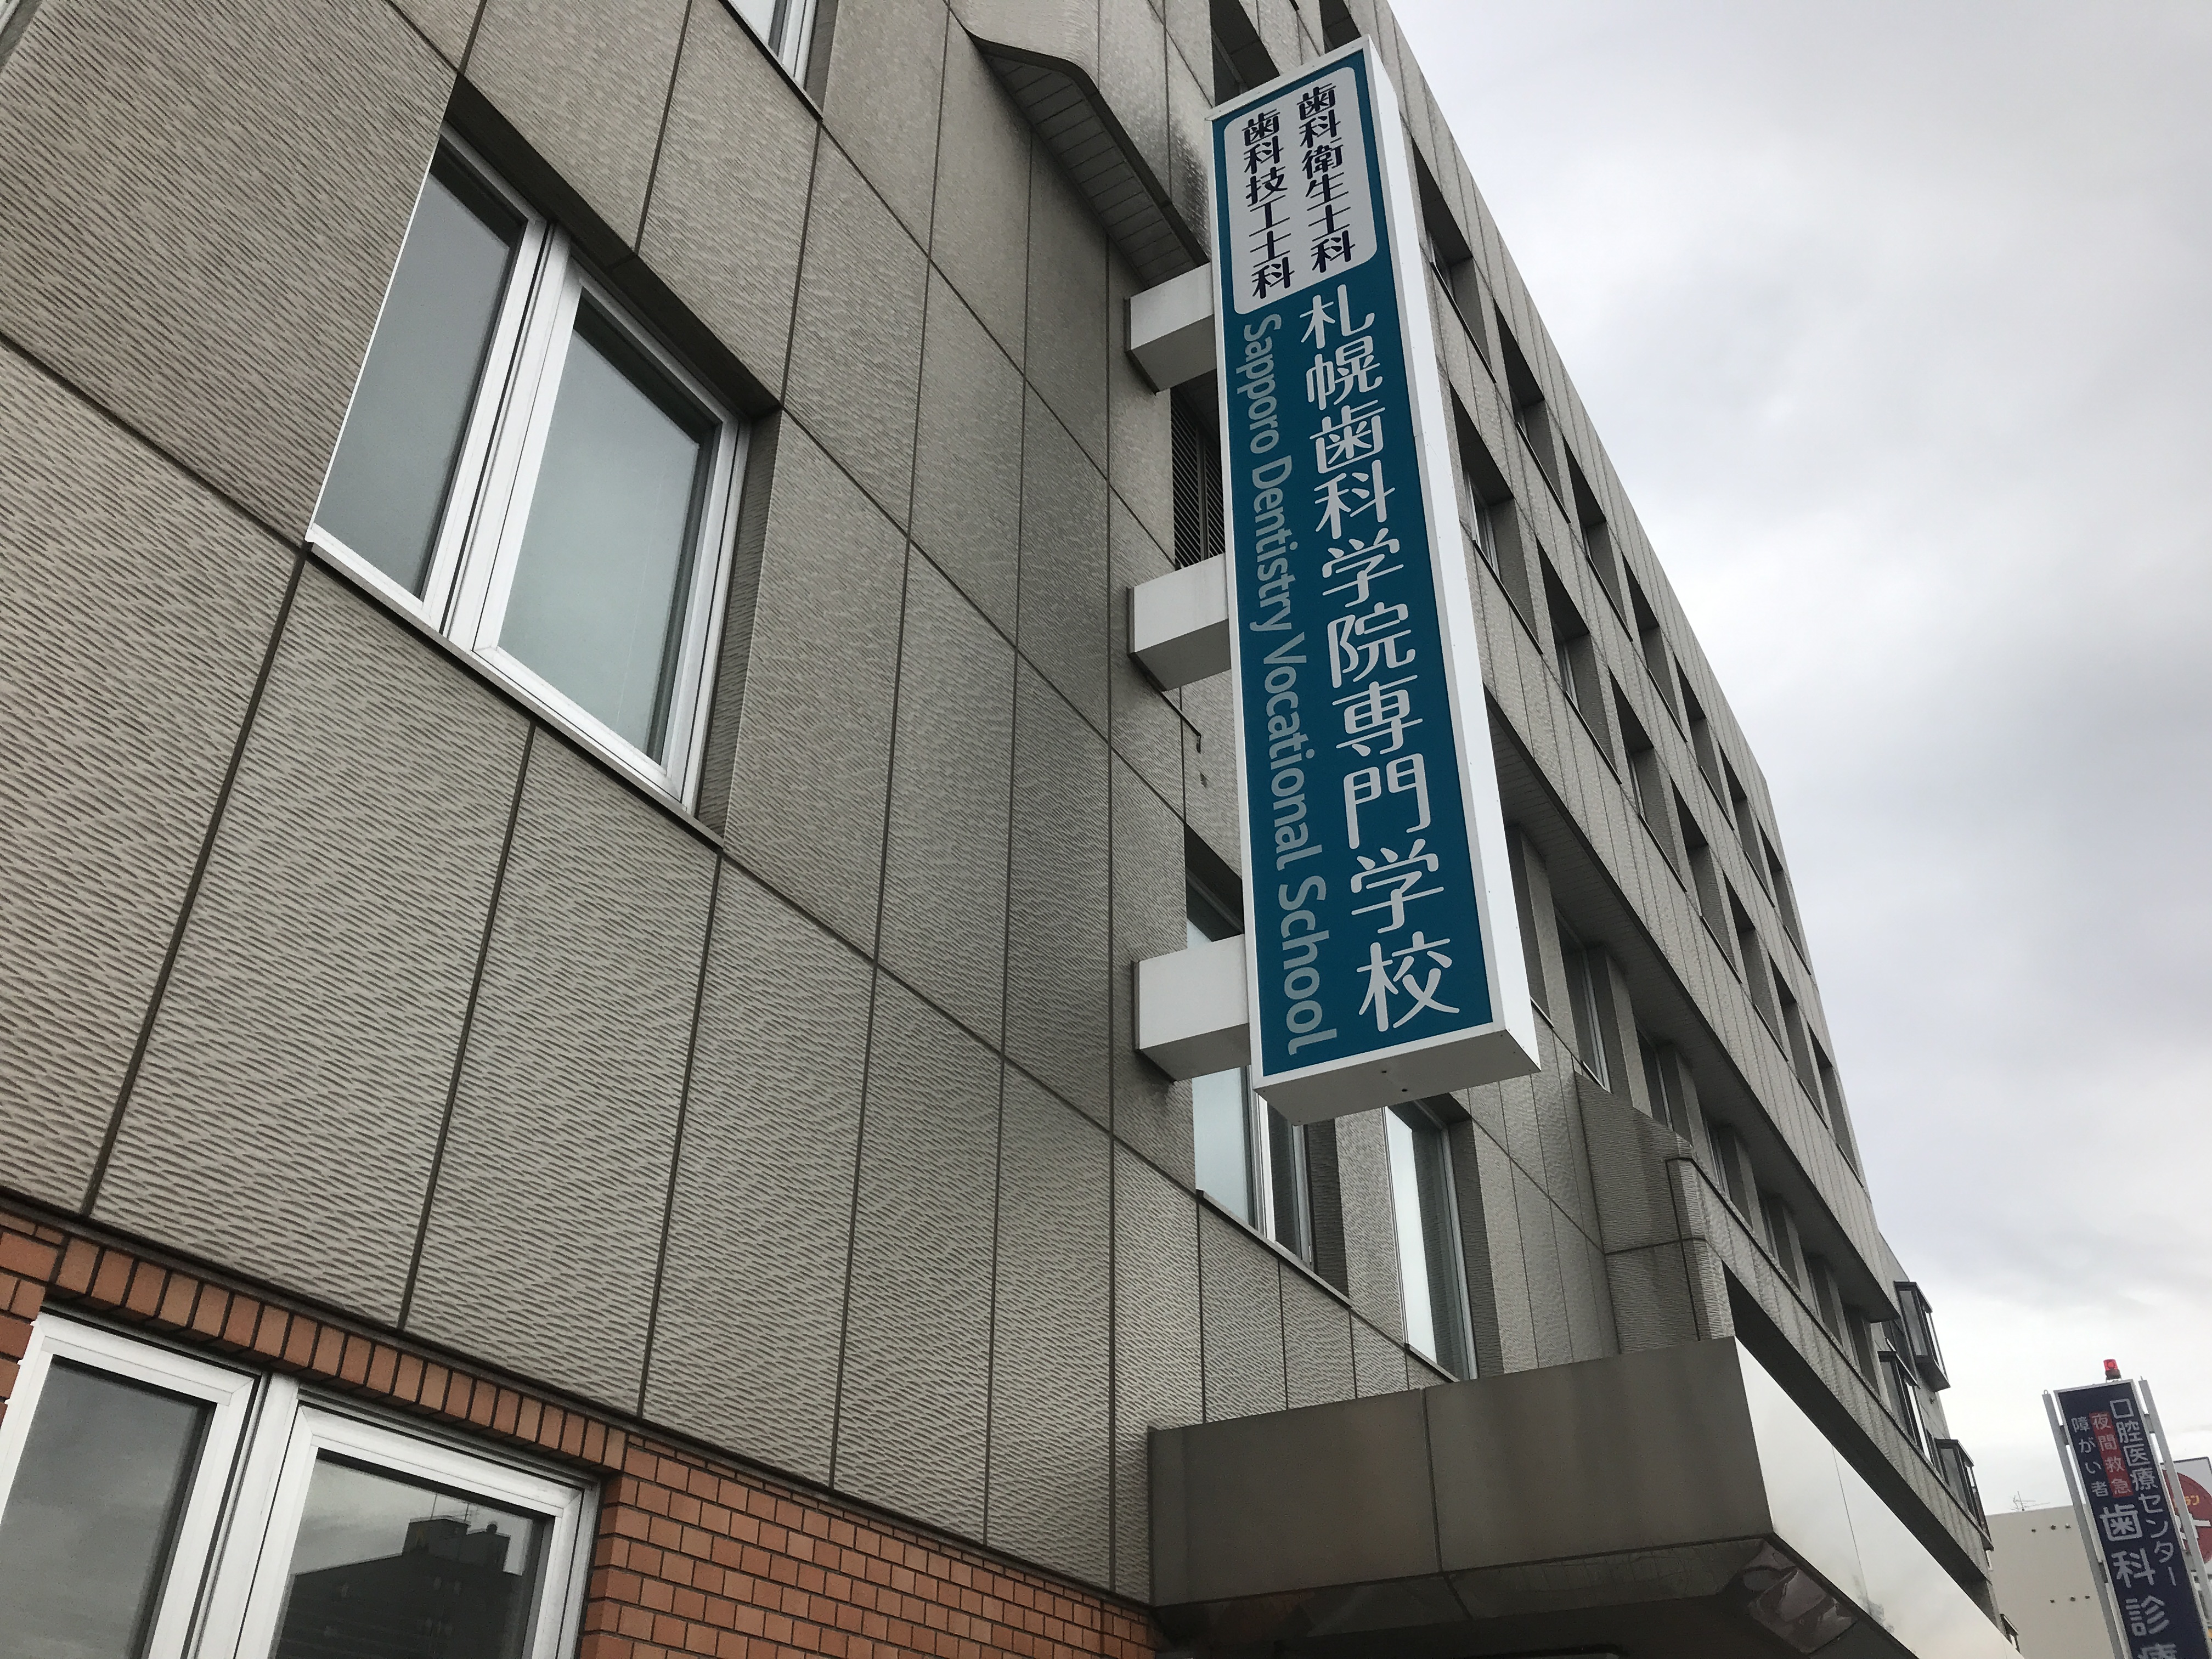 歯科衛生士科
歯科技工士科
札幌歯科学院専門学校
Sapporo Dentistry Vocational School
口腔医療センター
夜間救急
障がい者
歯科診療